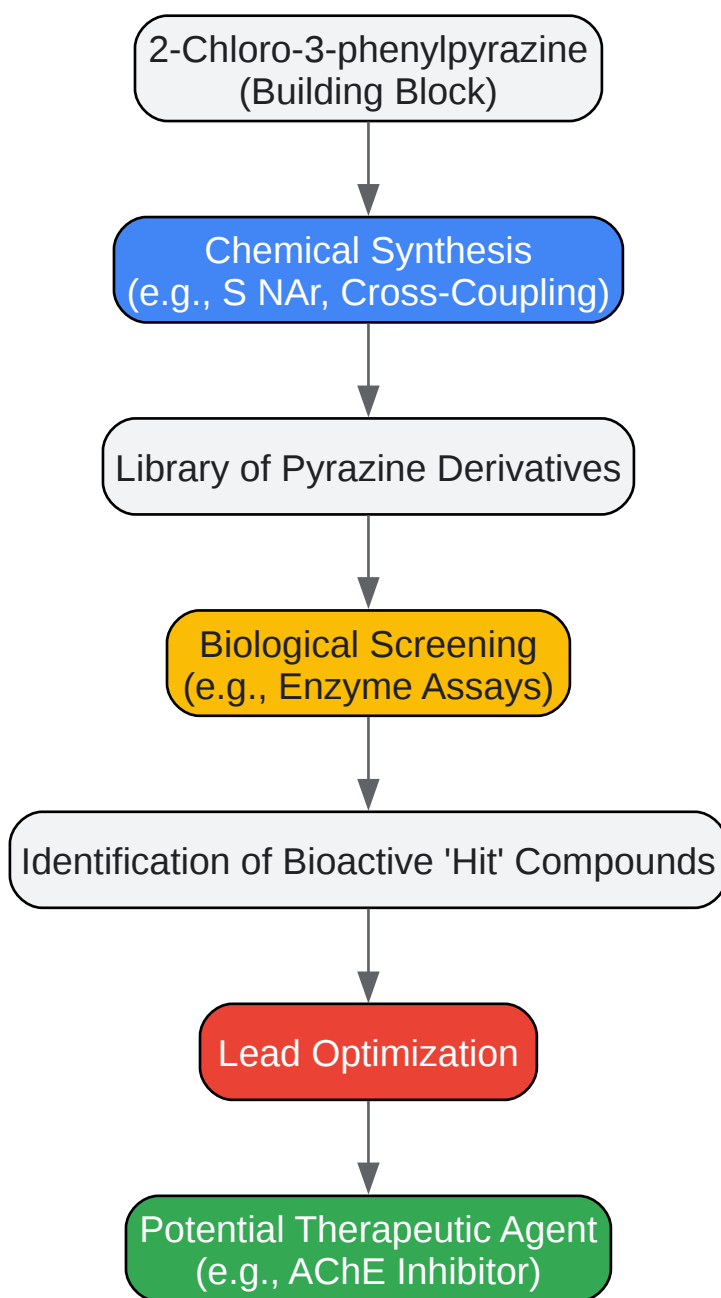 2-Chloro-3-phenylpyrazine
(Building Block)
Chemical Synthesis
(e.g., S NAr, Cross-Coupling)
Library of Pyrazine Derivatives
Biological Screening
(e.g., Enzyme Assays)
Identification of Bioactive 'Hit' Compounds
Lead Optimization
Potential Therapeutic Agent
(e.g., AChE Inhibitor)